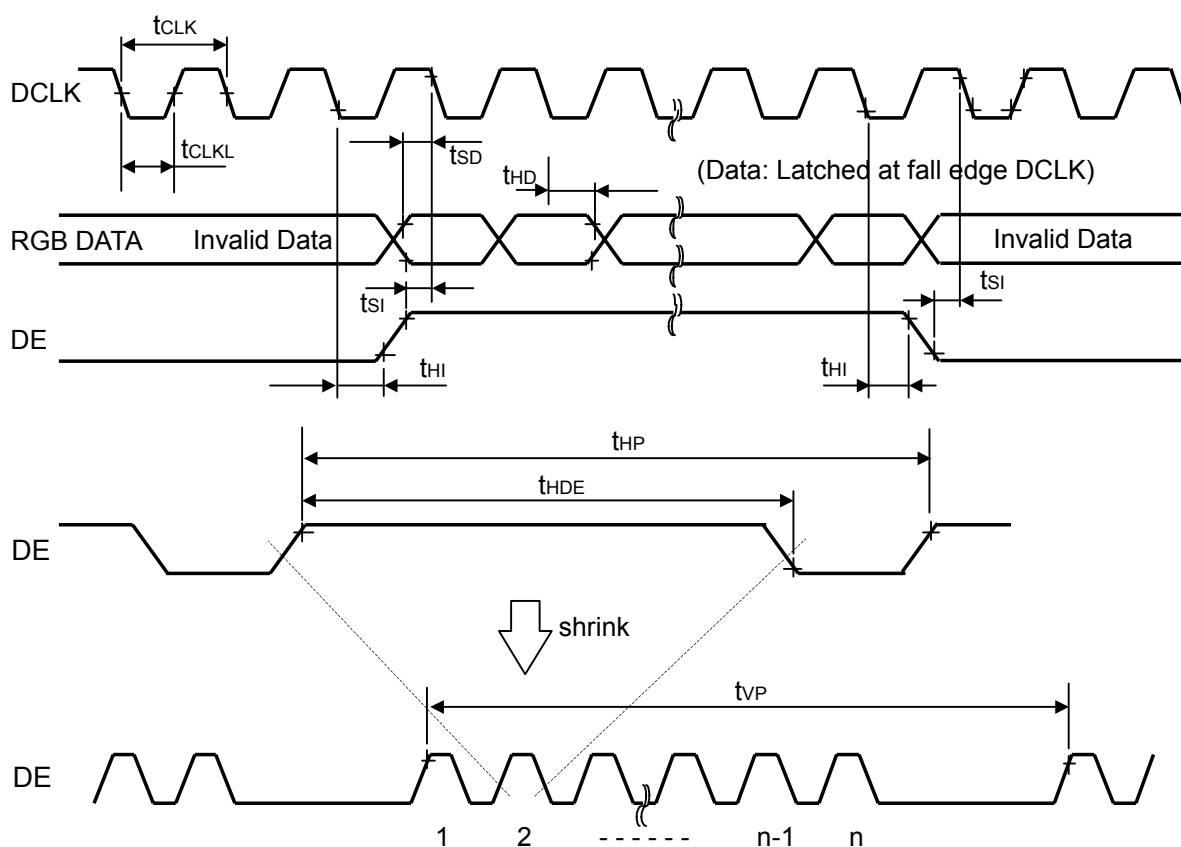 tCLK
DCLK
tCLKL
tSD
tHD
(Data: Latched at fall edge DCLK)
RGB DATA
Invalid Data
Invalid Data
tSI
tSI
DE
tHI
tHI
tHP
tHDE
DE
shrink
tVP
DE
1 2 - - - - - - n-1 n